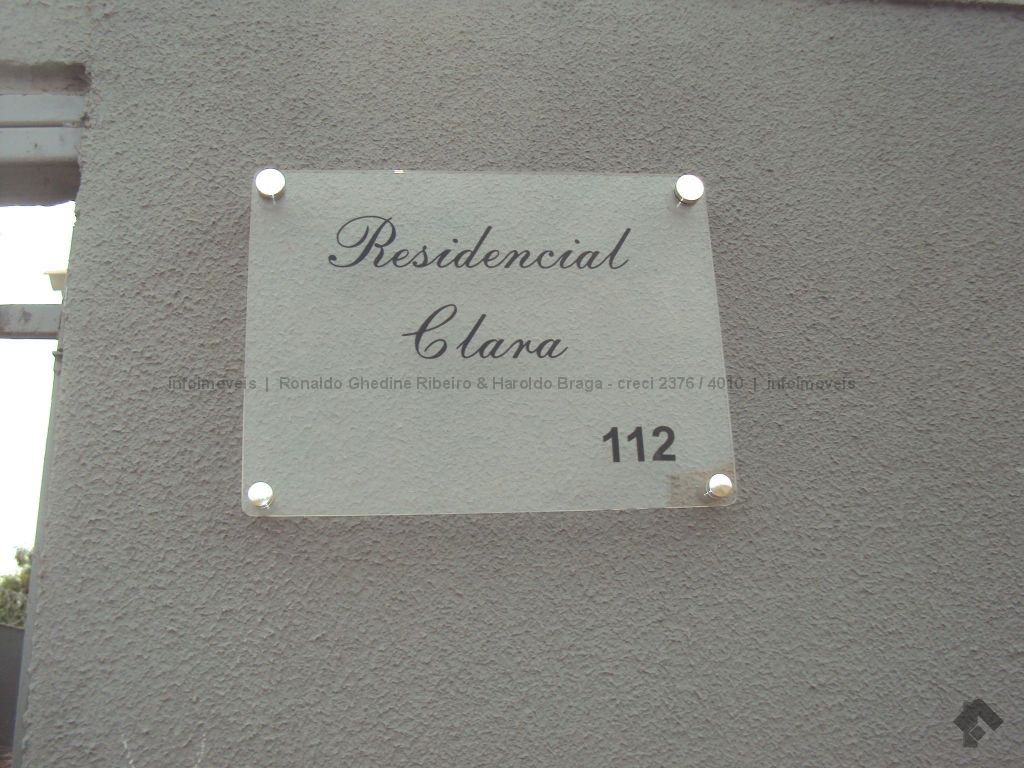 Residencial
Clara
infoimoveis | Ronaldo Ghedine Ribeiro & Haroldo Braga - creci 2376 / 4010 | infoimoveis
112